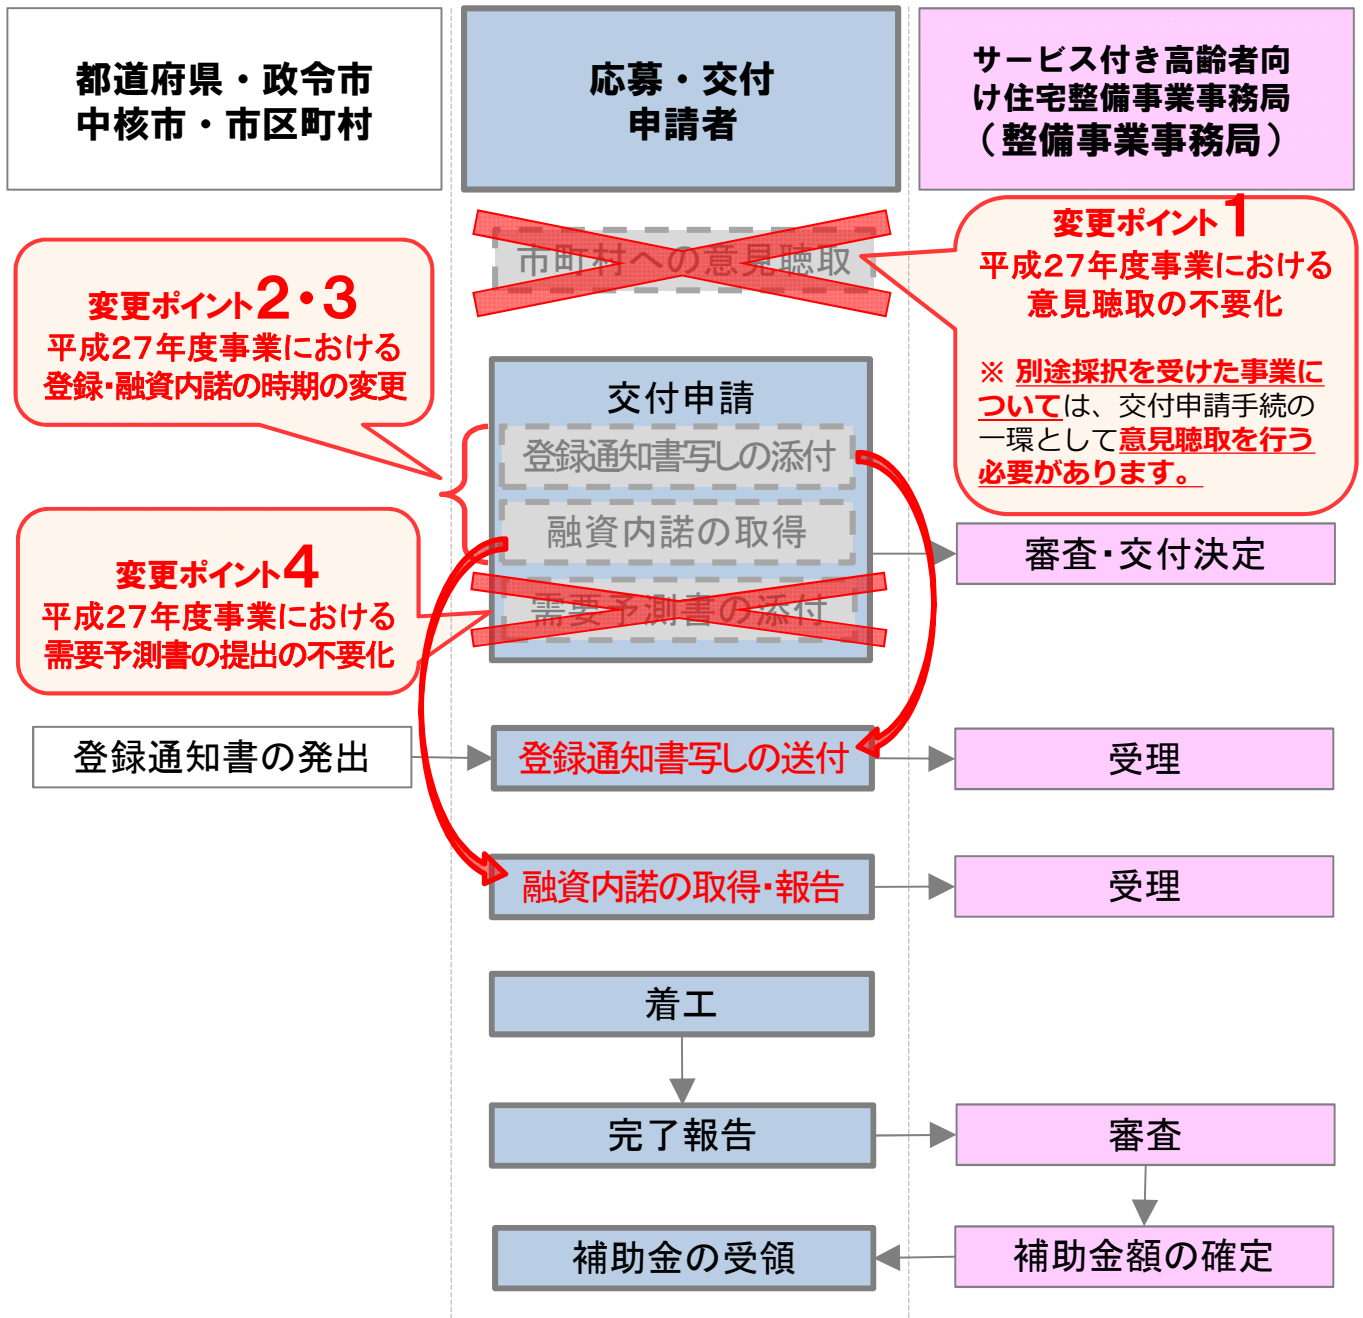 都道府県・政令市
中核市・市区町村
応募・交付
申請者
サービス付き高齢者向
け住宅整備事業事務局
（整備事業事務局）
市町村への意見聴取
変更ポイント1
平成27年度事業における
意見聴取の不要化
※ 別途採択を受けた事業に
ついては、交付申請手続の
一環として意見聴取を行う
必要があります。
変更ポイント2・3
平成27年度事業における
登録・融資内諾の時期の変更
交付申請
登録通知書写しの添付
融資内諾の取得
需要予測書の添付
審査・交付決定
変更ポイント4
平成27年度事業における
需要予測書の提出の不要化
登録通知書の発出
登録通知書写しの送付
受理
融資内諾の取得・報告
受理
着工
完了報告
審査
補助金の受領
補助金額の確定